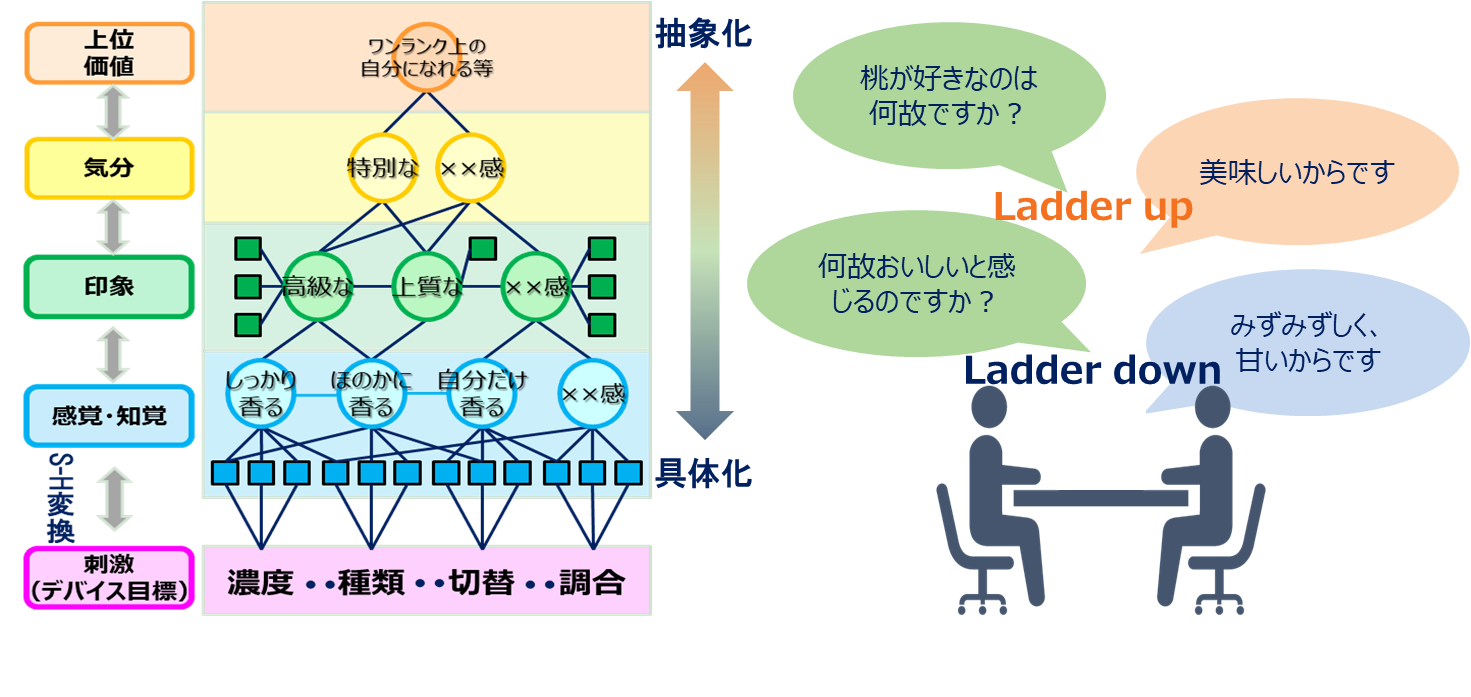 上位
価値
気分
印象
感覚・知覚
S-H変換
刺激
(デバイス目標)
ワンランク上の
自分になれる等
特別な
××感
高級な
上質な
××感
しっかり
香る
ほのかに
香る
自分だけ
香る
××感
濃度 ・・種類 ・・切替 ・・調合
抽象化
具体化
桃が好きなのは
何故ですか？
美味しいからです
Ladder up
何故おいしいと感
じるのですか？
みずみずしく、
甘いからです
Ladder down